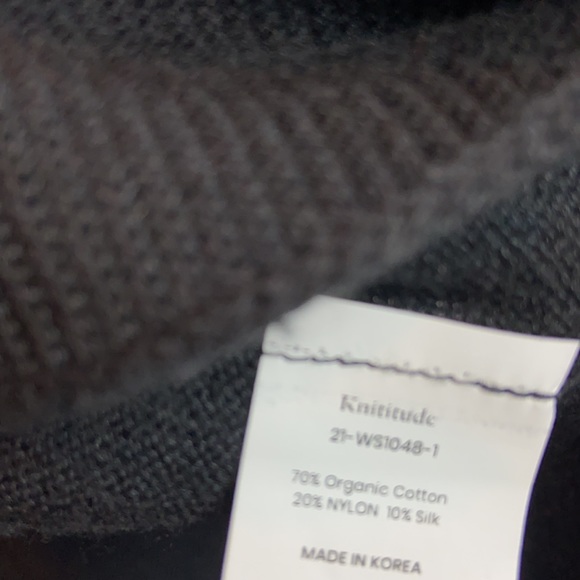 Knititude
21-WS1048-1
70% Organic Cotton
20% NYLON 10% Silk
MADE IN KOREA